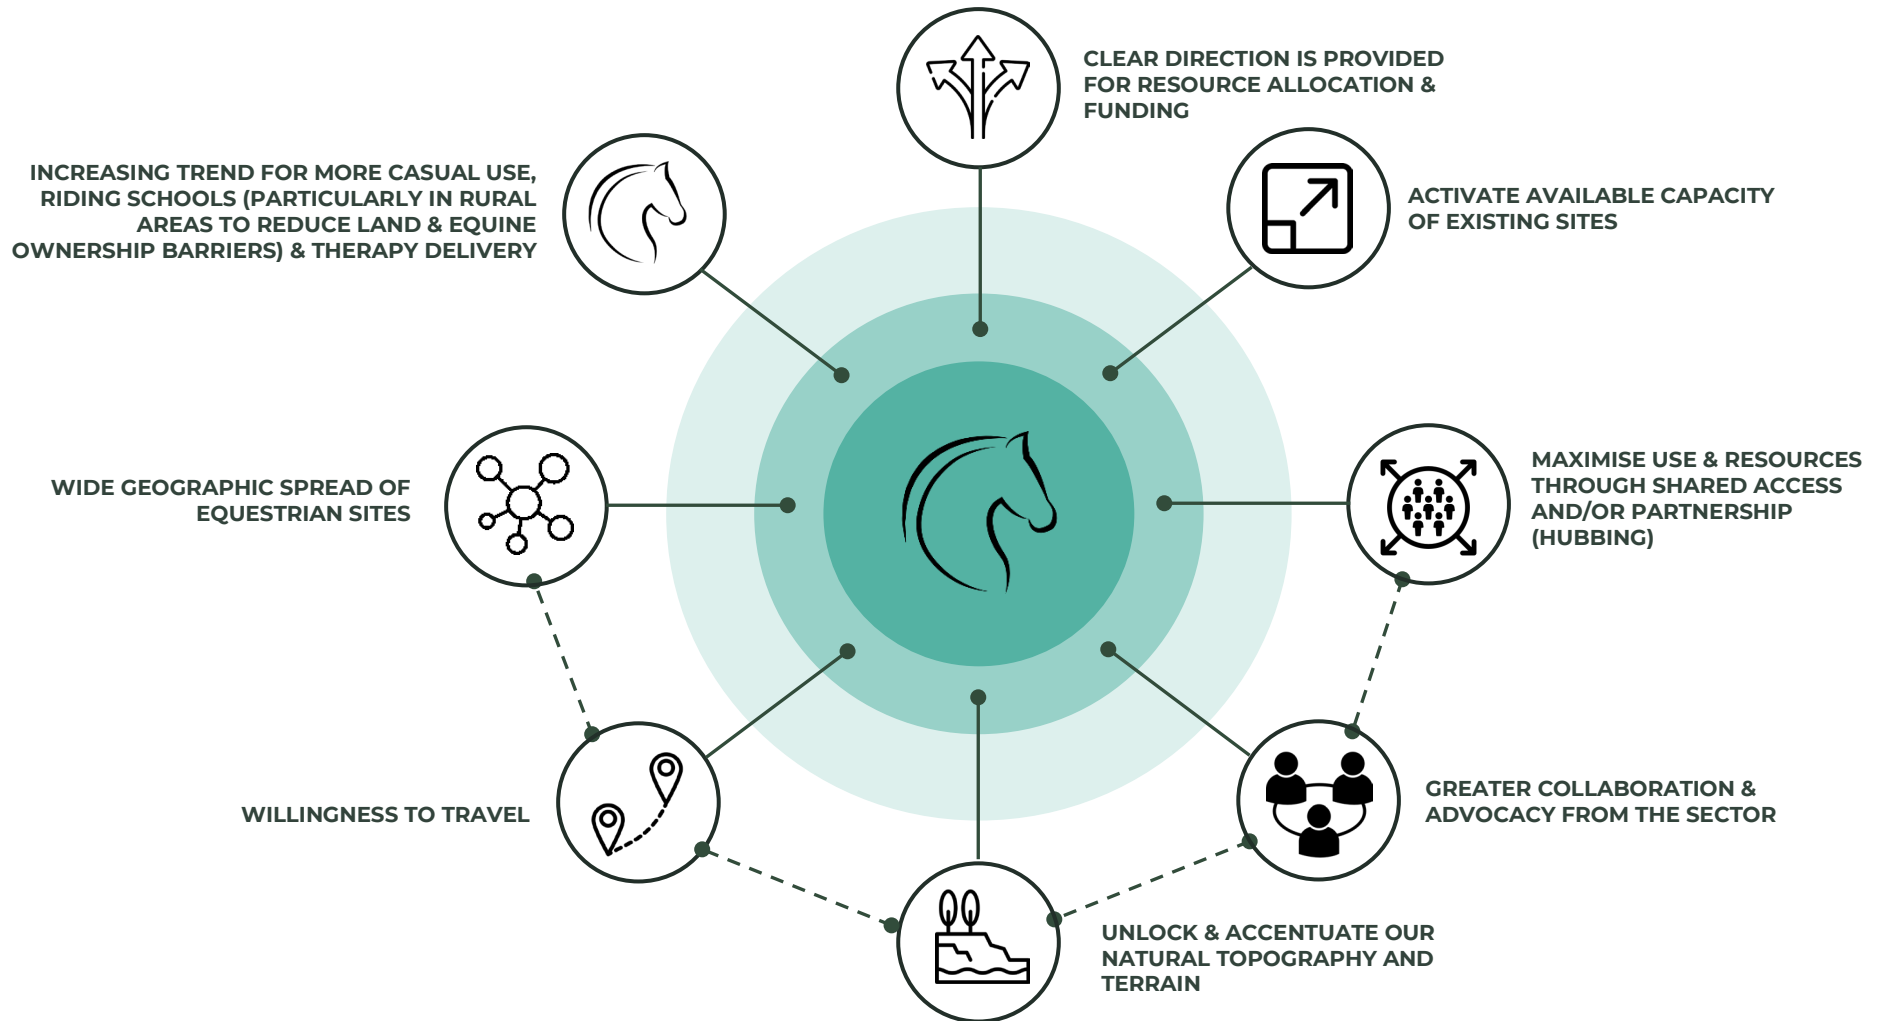 CLEAR DIRECTION IS PROVIDED
FOR RESOURCE ALLOCATION &
FUNDING
INCREASING TREND FOR MORE CASUAL USE,
RIDING SCHOOLS (PARTICULARLY IN RURAL
AREAS TO REDUCE LAND & EQUINE
OWNERSHIP BARRIERS) & THERAPY DELIVERY
ACTIVATE AVAILABLE CAPACITY
OF EXISTING SITES
WIDE GEOGRAPHIC SPREAD OF
EQUESTRIAN SITES
MAXIMISE USE & RESOURCES
THROUGH SHARED ACCESS
AND/OR PARTNERSHIP
(HUBBING)
WILLINGNESS TO TRAVEL
GREATER COLLABORATION &
ADVOCACY FROM THE SECTOR
UNLOCK & ACCENTUATE OUR
NATURAL TOPOGRAPHY AND
TERRAIN